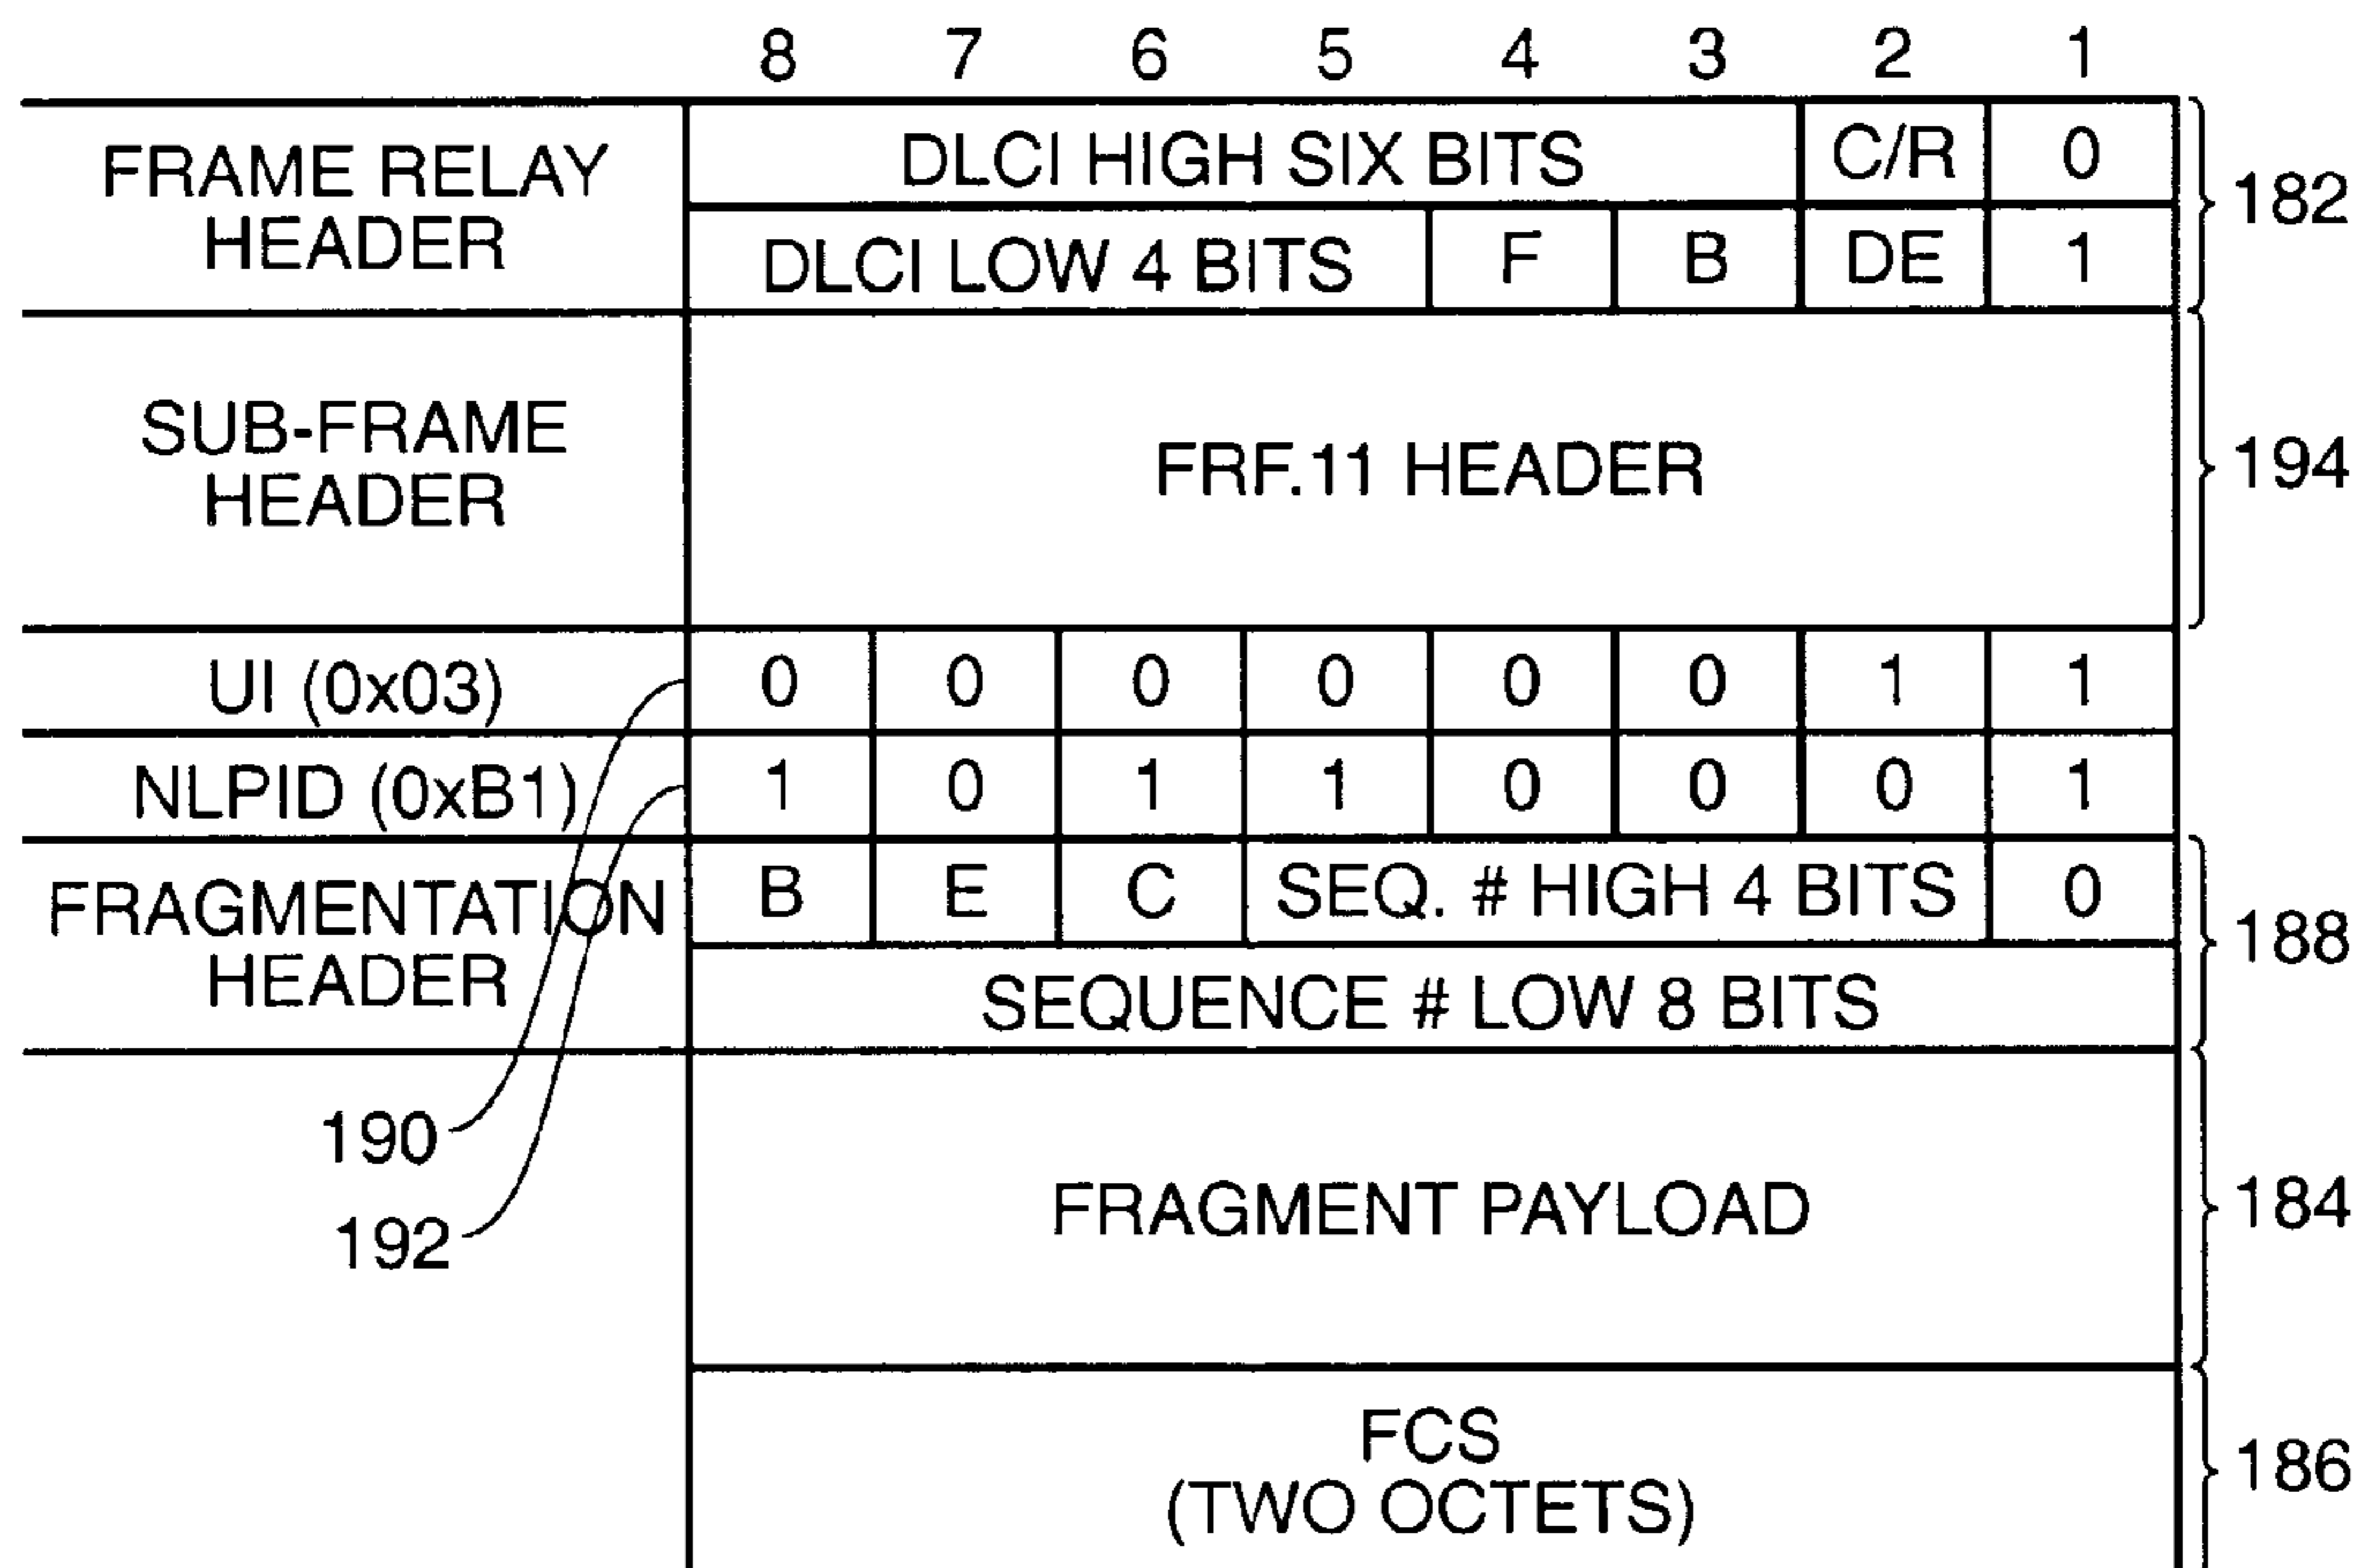 8 7 6 5 4 3 2 1
FRAME RELAY
HEADER
DLCI HIGH SIX BITS C/R 0
DLCI LOW 4 BITS F B DE 1
182
SUB-FRAME
HEADER
FRF.11 HEADER
194
UI (0x03) 0 0 0 0 0 0 1 1
NLPID (0xB1) 1 0 1 1 0 0 0 1
FRAGMENTATION
HEADER
B E C SEQ. # HIGH 4 BITS 0
SEQUENCE # LOW 8 BITS
188
190
192
FRAGMENT PAYLOAD
184
FCS
(TWO OCTETS)
186